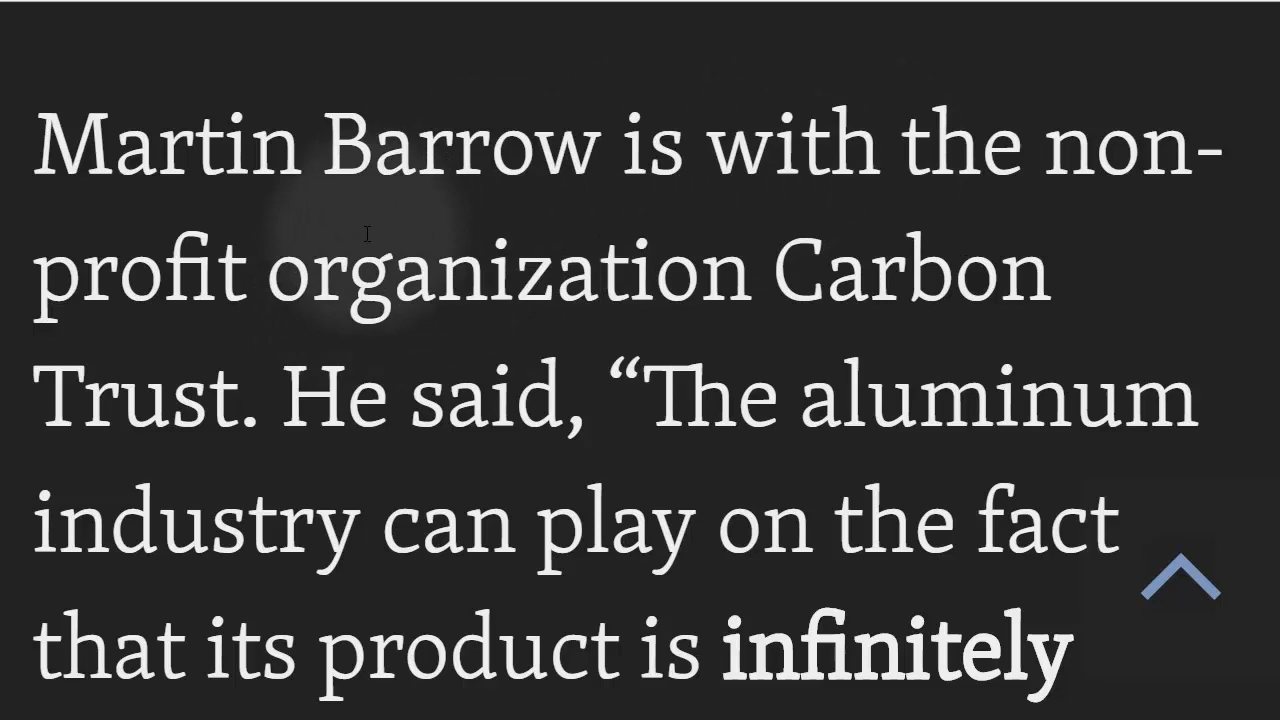 Martin Barrow is with the non-
profit organization Carbon
Trust. He said, “The aluminum
industry can play on the fact
that its product is infinitely